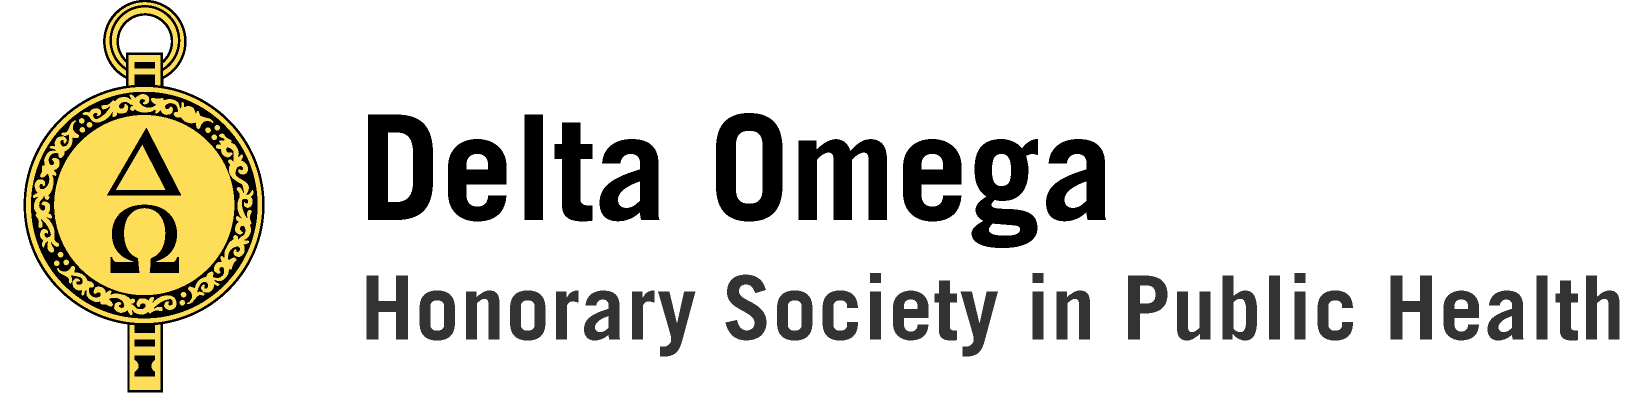 Δ
Ω
Delta Omega
Honorary Society in Public Health